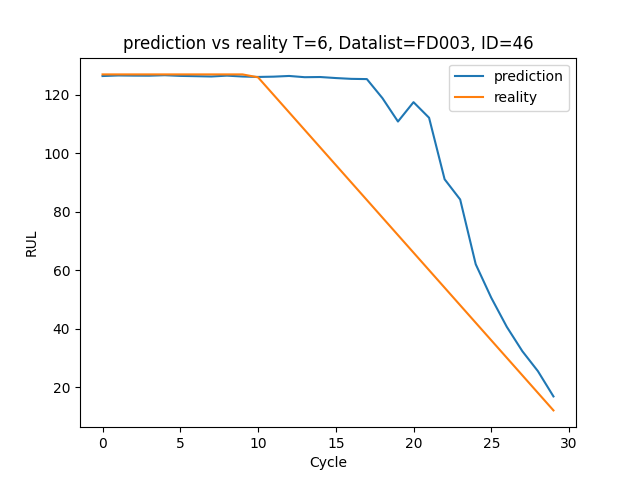 prediction vs reality T=6, Datalist=FD003, ID=46
prediction
reality
120
100
80
60
40
20
RUL
0 5 10 15 20 25 30
Cycle